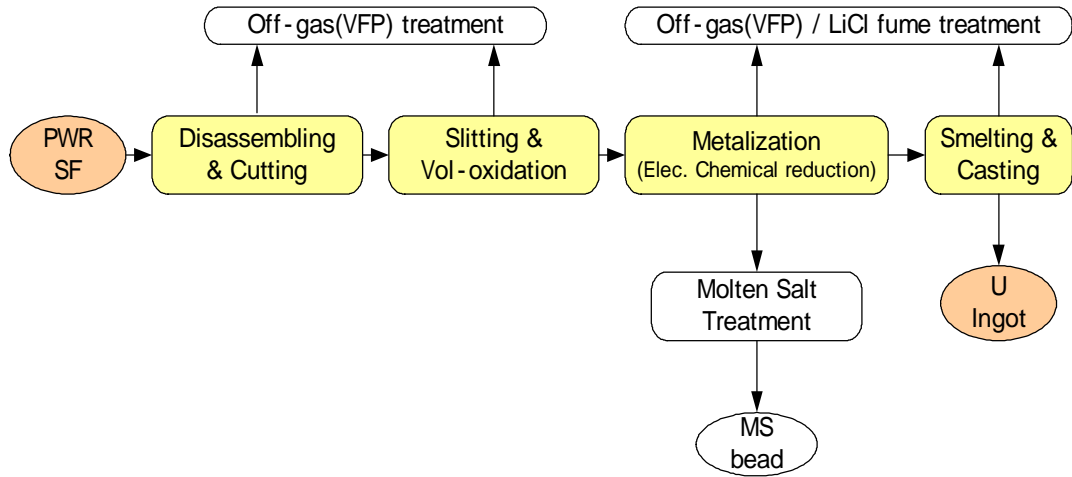 Off-gas(VFP) treatment
Off-gas(VFP) / LiCl fume treatment
PWR
SF
Disassembling
& Cutting
Slitting &
Vol-oxidation
Metalization
(Elec. Chemical reduction)
Smelting &
Casting
Molten Salt
Treatment
U
Ingot
MS
bead